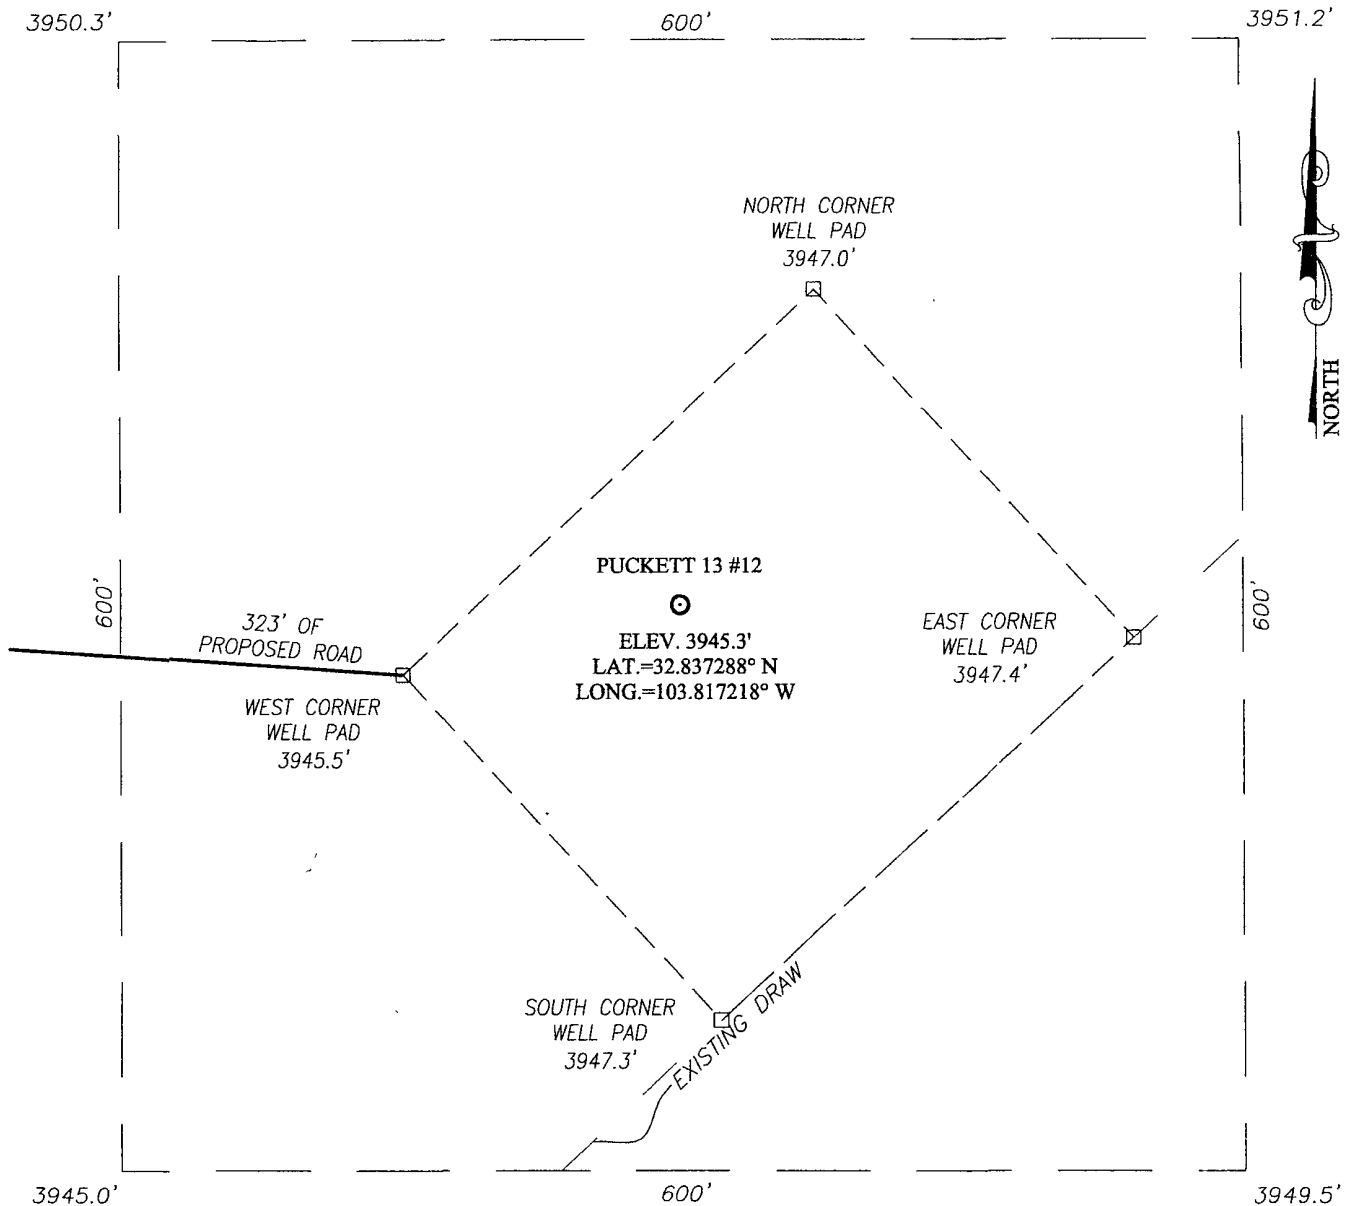 3950.3'
600'
3951.2'
NORTH
NORTH CORNER
WELL PAD
3947.0'
PUCKETT 13 #12
ELEV. 3945.3'
LAT.=32.837288° N
LONG.=103.817218° W
600'
323' OF
PROPOSED ROAD
WEST CORNER
WELL PAD
3945.5'
EAST CORNER
WELL PAD
3947.4'
600'
SOUTH CORNER
WELL PAD
3947.3'
EXISTING DRAW
3945.0'
600'
3949.5'